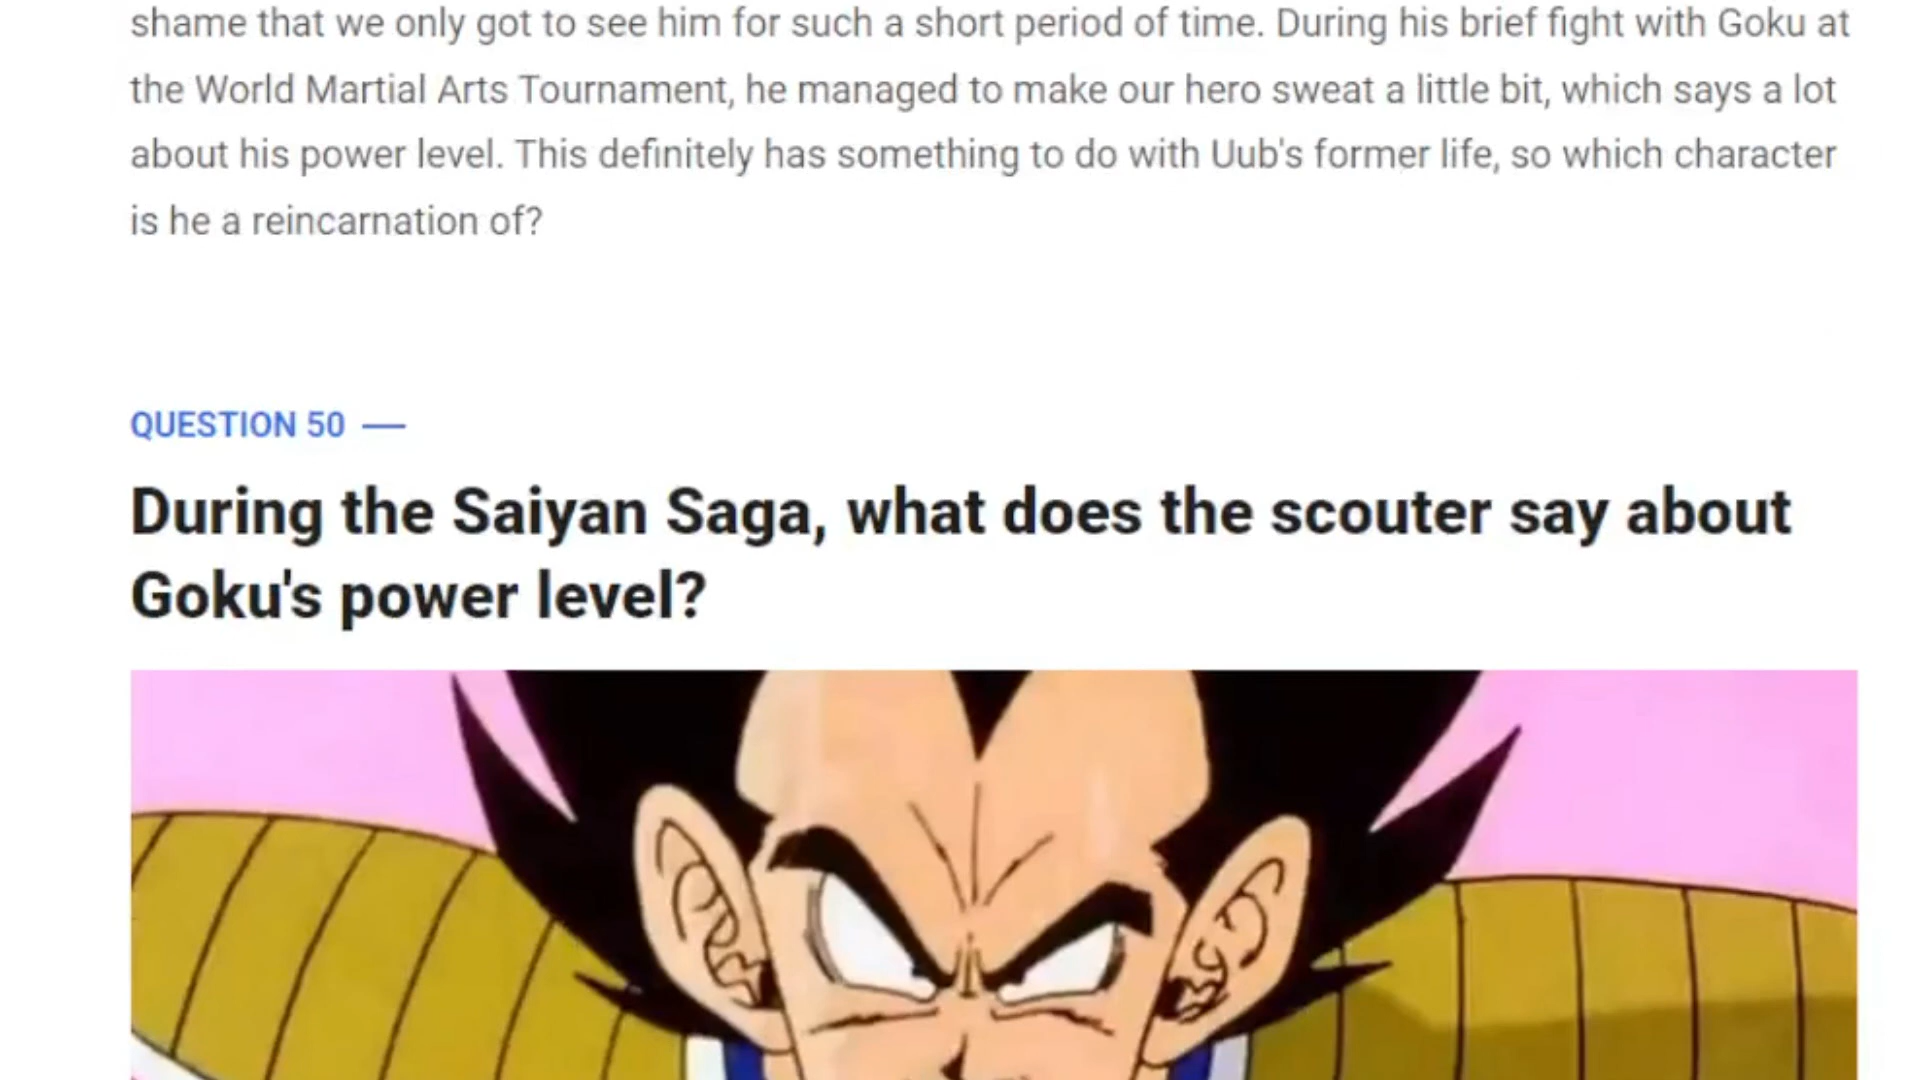 shame that we only got to see him for such a short period of time. During his brief fight with Goku at
the World Martial Arts Tournament, he managed to make our hero sweat a little bit, which says a lot
about his power level. This definitely has something to do with Uub's former life, so which character
is he a reincarnation of?
QUESTION 50 —
During the Saiyan Saga, what does the scouter say about
Goku's power level?